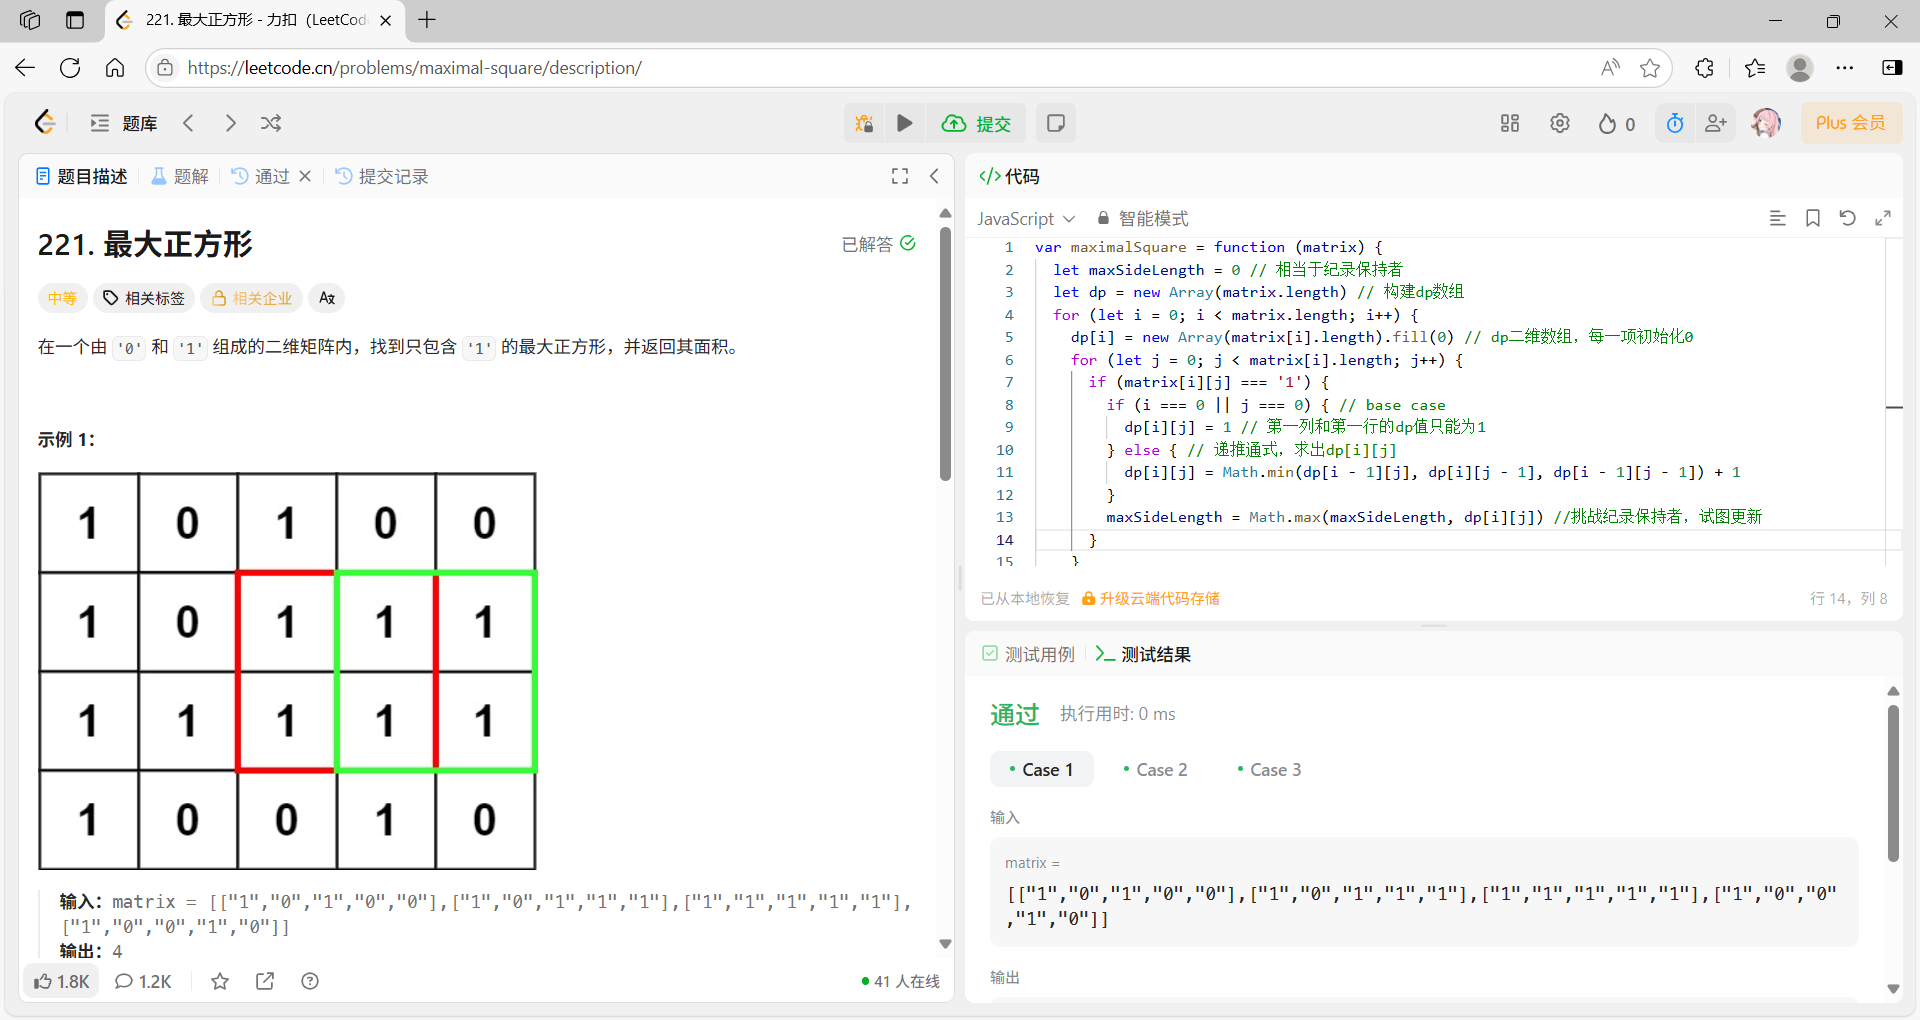 221. 最大正方形 - 力扣（LeetCod
https://leetcode.cn/problems/maximal-square/description/
题库
提交
0
Plus 会员
题目描述
题解
通过
提交记录
221. 最大正方形
已解答
中等
相关标签
相关企业
在一个由 '0' 和 '1' 组成的二维矩阵内，找到只包含 '1' 的最大正方形，并返回其面积。
示例 1：
1 0 1 0 0
1 0 1 1 1
1 1 1 1 1
1 0 0 1 0
输入：matrix = [["1","0","1","0","0"],["1","0","1","1","1"],["1","1","1","1","1"],
["1","0","0","1","0"]]
输出：4
1.8K
1.2K
41 人在线
</> 代码
JavaScript
智能模式
1 var maximalSquare = function (matrix) {
2 let maxSideLength = 0 // 相当于纪录保持者
3 let dp = new Array(matrix.length) // 构建dp数组
4 for (let i = 0; i < matrix.length; i++) {
5 dp[i] = new Array(matrix[i].length).fill(0) // dp二维数组，每一项初始化0
6 for (let j = 0; j < matrix[i].length; j++) {
7 if (matrix[i][j] === '1') {
8 if (i === 0 || j === 0) { // base case
9 dp[i][j] = 1 // 第一列和第一行的dp值只能为1
10 } else { // 递推通式，求出dp[i][j]
11 dp[i][j] = Math.min(dp[i - 1][j], dp[i][j - 1], dp[i - 1][j - 1]) + 1
12 }
13 maxSideLength = Math.max(maxSideLength, dp[i][j]) //挑战纪录保持者，试图更新
14 }
15 }
已从本地恢复
升级云端代码存储
行 14，列 8
测试用例
测试结果
通过
执行用时: 0 ms
Case 1
Case 2
Case 3
输入
matrix =
[["1","0","1","0","0"],["1","0","1","1","1"],["1","1","1","1","1"],["1","0","0"
,"1","0"]]
输出